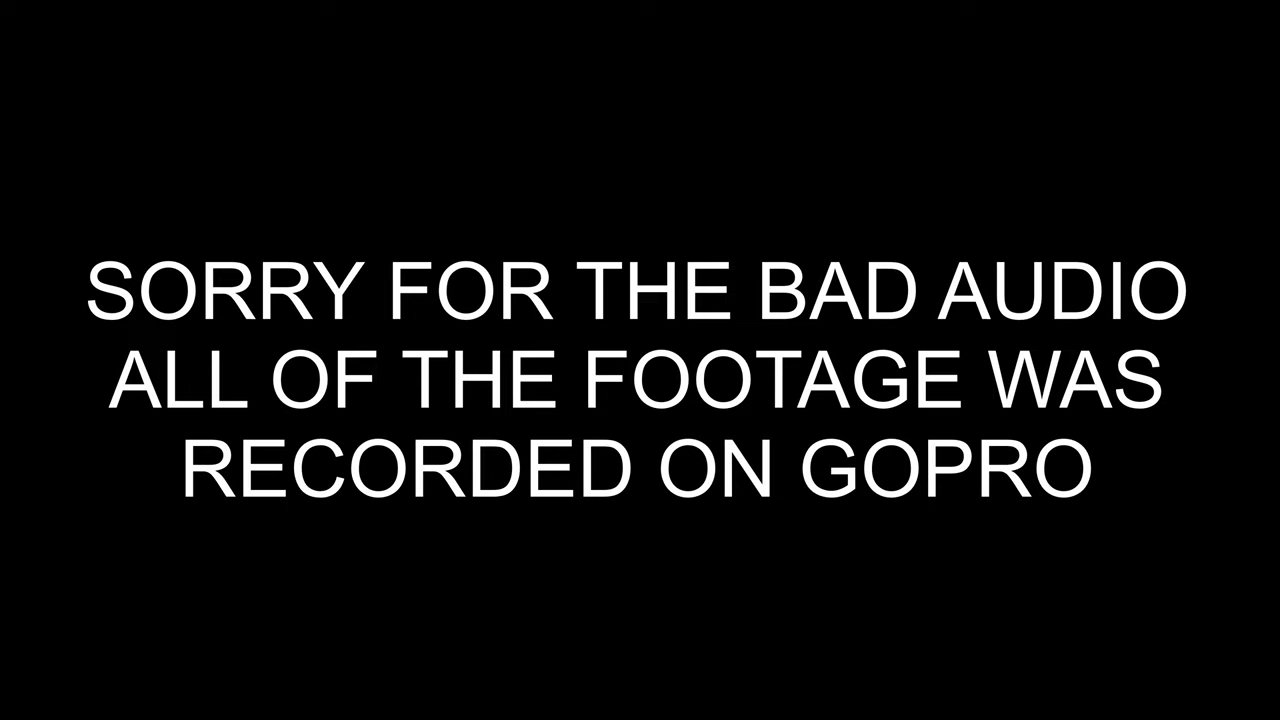 SORRY FOR THE BAD AUDIO
ALL OF THE FOOTAGE WAS
RECORDED ON GOPRO